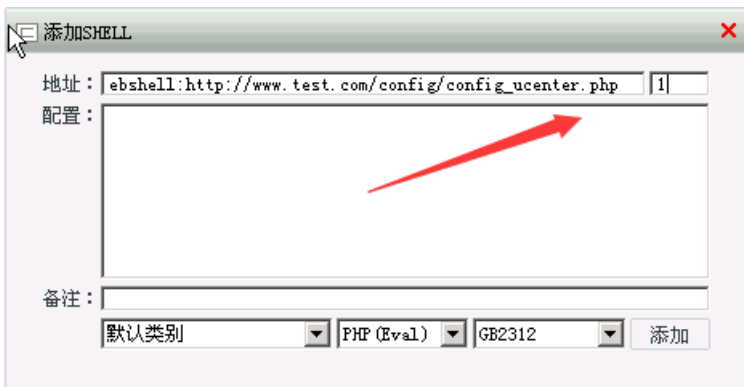 添加SHELL
地址：ebshell:http://www.test.com/config/config_ucenter.php 1
配置：
备注：
默认类别 PHP(Eval) GB2312 添加